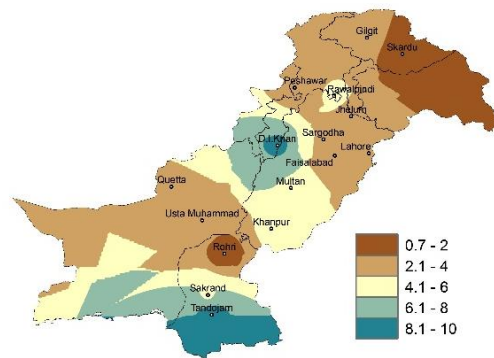 Gilgit
Skardu
Peshawar
Rawalpindi
Jhelum
D.I.Khan
Sargodha
Lahore
Faisalabad
Quetta
Multan
Usta Muhammad
Khanpur
Rohri
Sakrand
Tandojam
0.7 - 2
2.1 - 4
4.1 - 6
6.1 - 8
8.1 - 10